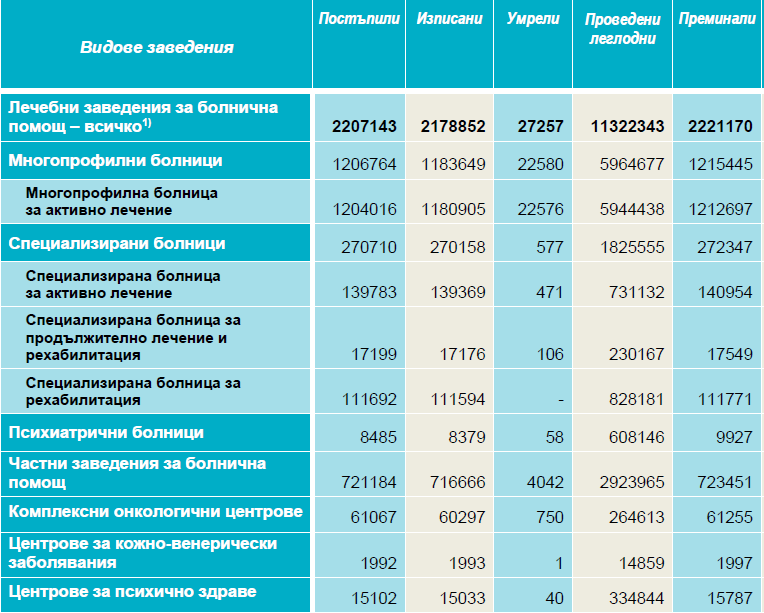 Видове заведения Постъпили Изписани Умрели Проведени Преминали
леглодни
Лечебни заведения за болнична
помощ – всичко1) 2207143 2178852 27257 11322343 2221170
Многопрофилни болници 1206764 1183649 22580 5964677 1215445
Многопрофилна болница
за активно лечение 1204016 1180905 22576 5944438 1212697
Специализирани болници 270710 270158 577 1825555 272347
Специализирана болница
за активно лечение 139783 139369 471 731132 140954
Специализирана болница за
продължително лечение и
рехабилитация 17199 17176 106 230167 17549
Специализирана болница за
рехабилитация 111692 111594 - 828181 111771
Психиатрични болници 8485 8379 58 608146 9927
Частни заведения за болнична
помощ 721184 716666 4042 2923965 723451
Комплексни онкологични центрове 61067 60297 750 264613 61255
Центрове за кожно-венерически
заболявания 1992 1993 1 14859 1997
Центрове за психично здраве 15102 15033 40 334844 15787